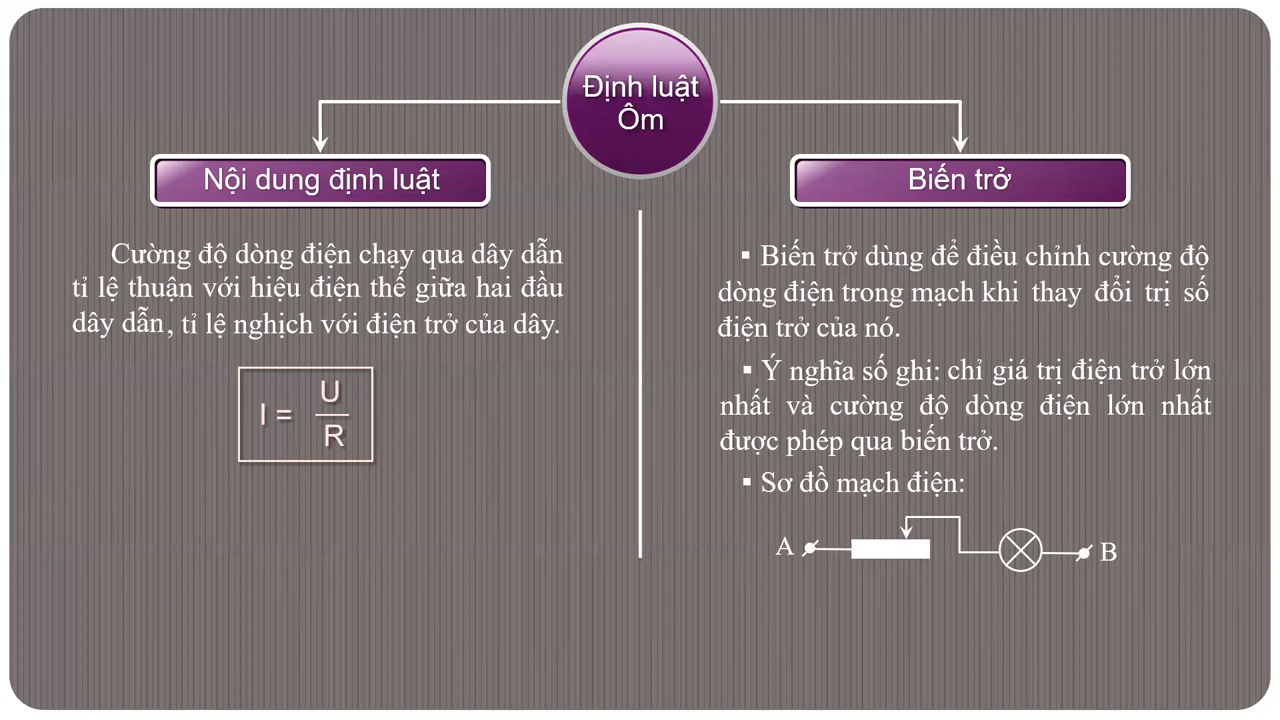 Định luật
Ôm
Nội dung định luật
Cường độ dòng điện chạy qua dây dẫn
tỉ lệ thuận với hiệu điện thế giữa hai đầu
dây dẫn, tỉ lệ nghịch với điện trở của dây.
I = U/R
Biến trở
▪ Biến trở dùng để điều chỉnh cường độ
dòng điện trong mạch khi thay đổi trị số
điện trở của nó.
▪ Ý nghĩa số ghi: chỉ giá trị điện trở lớn
nhất và cường độ dòng điện lớn nhất
được phép qua biến trở.
▪ Sơ đồ mạch điện:
A B